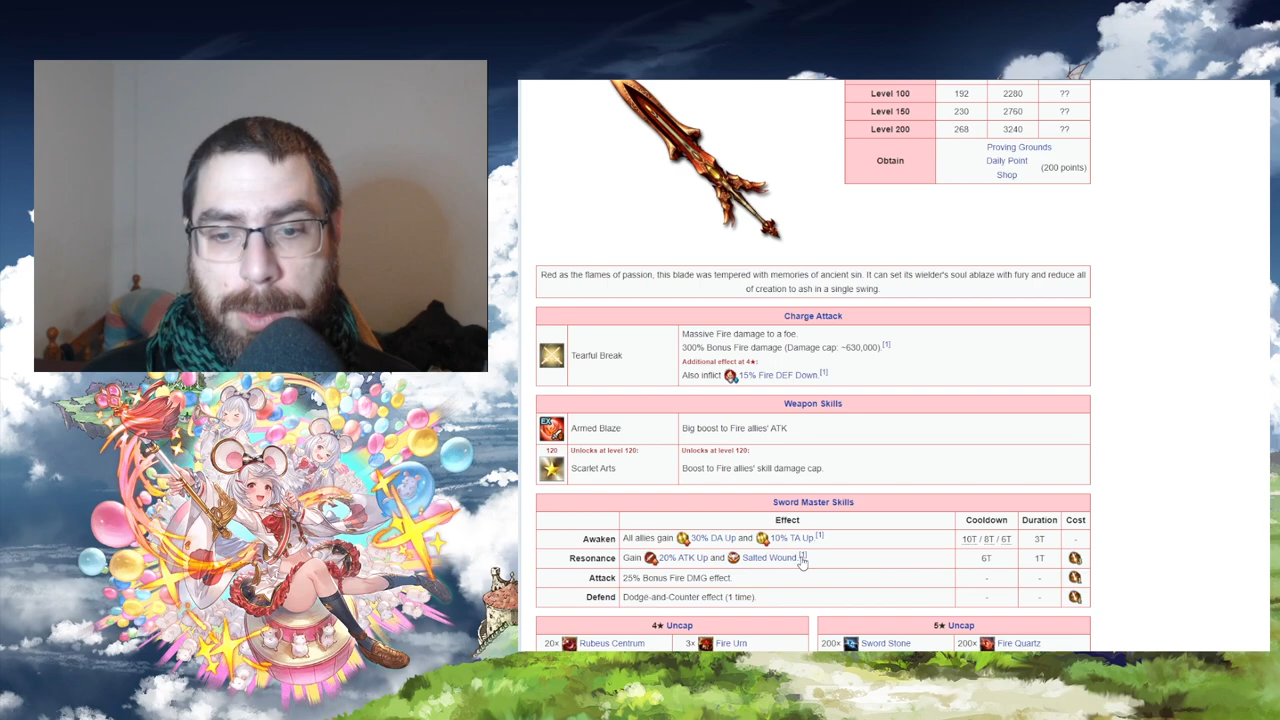 Level 100 192 2280 ??
Level 150 230 2760 ??
Level 200 268 3240 ??
Obtain Proving Grounds Daily Point Shop (200 points)
Red as the flames of passion, this blade was tempered with memories of ancient sin. It can set its wielder's soul ablaze with fury and reduce all
of creation to ash in a single swing.
Charge Attack
Tearful Break
Massive Fire damage to a foe.
300% Bonus Fire damage (Damage cap: ~630,000).[1]
Additional effect at 4★:
Also inflict 15% Fire DEF Down.[1]
Weapon Skills
EX Armed Blaze Big boost to Fire allies' ATK
120 Unlocks at level 120: Unlocks at level 120:
Scarlet Arts Boost to Fire allies' skill damage cap.
Sword Master Skills
Effect Cooldown Duration Cost
Awaken All allies gain 30% DA Up and 10% TA Up.[1] 10T / 8T / 6T 3T -
Resonance Gain 20% ATK Up and Salted Wound.[1] 6T 1T
Attack 25% Bonus Fire DMG effect. - -
Defend Dodge-and-Counter effect (1 time). - -
4★ Uncap 5★ Uncap
20× Rubeus Centrum 3× Fire Urn 200× Sword Stone 200× Fire Quartz